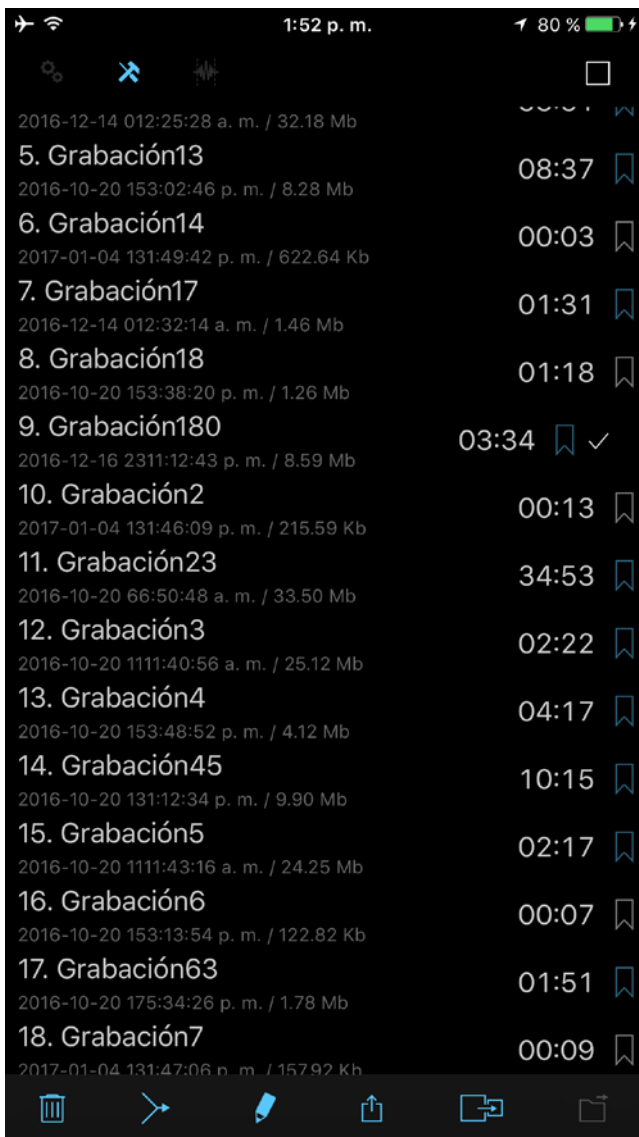 1:52 p. m.
80 %
2016-12-14 012:25:28 a. m. / 32.18 Mb
5. Grabación13
08:37
2016-10-20 153:02:46 p. m. / 8.28 Mb
6. Grabación14
00:03
2017-01-04 131:49:42 p. m. / 622.64 Kb
7. Grabación17
01:31
2016-12-14 012:32:14 a. m. / 1.46 Mb
8. Grabación18
01:18
2016-10-20 153:38:20 p. m. / 1.26 Mb
9. Grabación180
03:34
2016-12-16 2311:12:43 p. m. / 8.59 Mb
10. Grabación2
00:13
2017-01-04 131:46:09 p. m. / 215.59 Kb
11. Grabación23
34:53
2016-10-20 66:50:48 a. m. / 33.50 Mb
12. Grabación3
02:22
2016-10-20 1111:40:56 a. m. / 25.12 Mb
13. Grabación4
04:17
2016-10-20 153:48:52 p. m. / 4.12 Mb
14. Grabación45
10:15
2016-10-20 131:12:34 p. m. / 9.90 Mb
15. Grabación5
02:17
2016-10-20 1111:43:16 a. m. / 24.25 Mb
16. Grabación6
00:07
2016-10-20 153:13:54 p. m. / 122.82 Kb
17. Grabación63
01:51
2016-10-20 175:34:26 p. m. / 1.78 Mb
18. Grabación7
00:09
2017-01-04 131:47:06 p. m. / 157.92 Kb